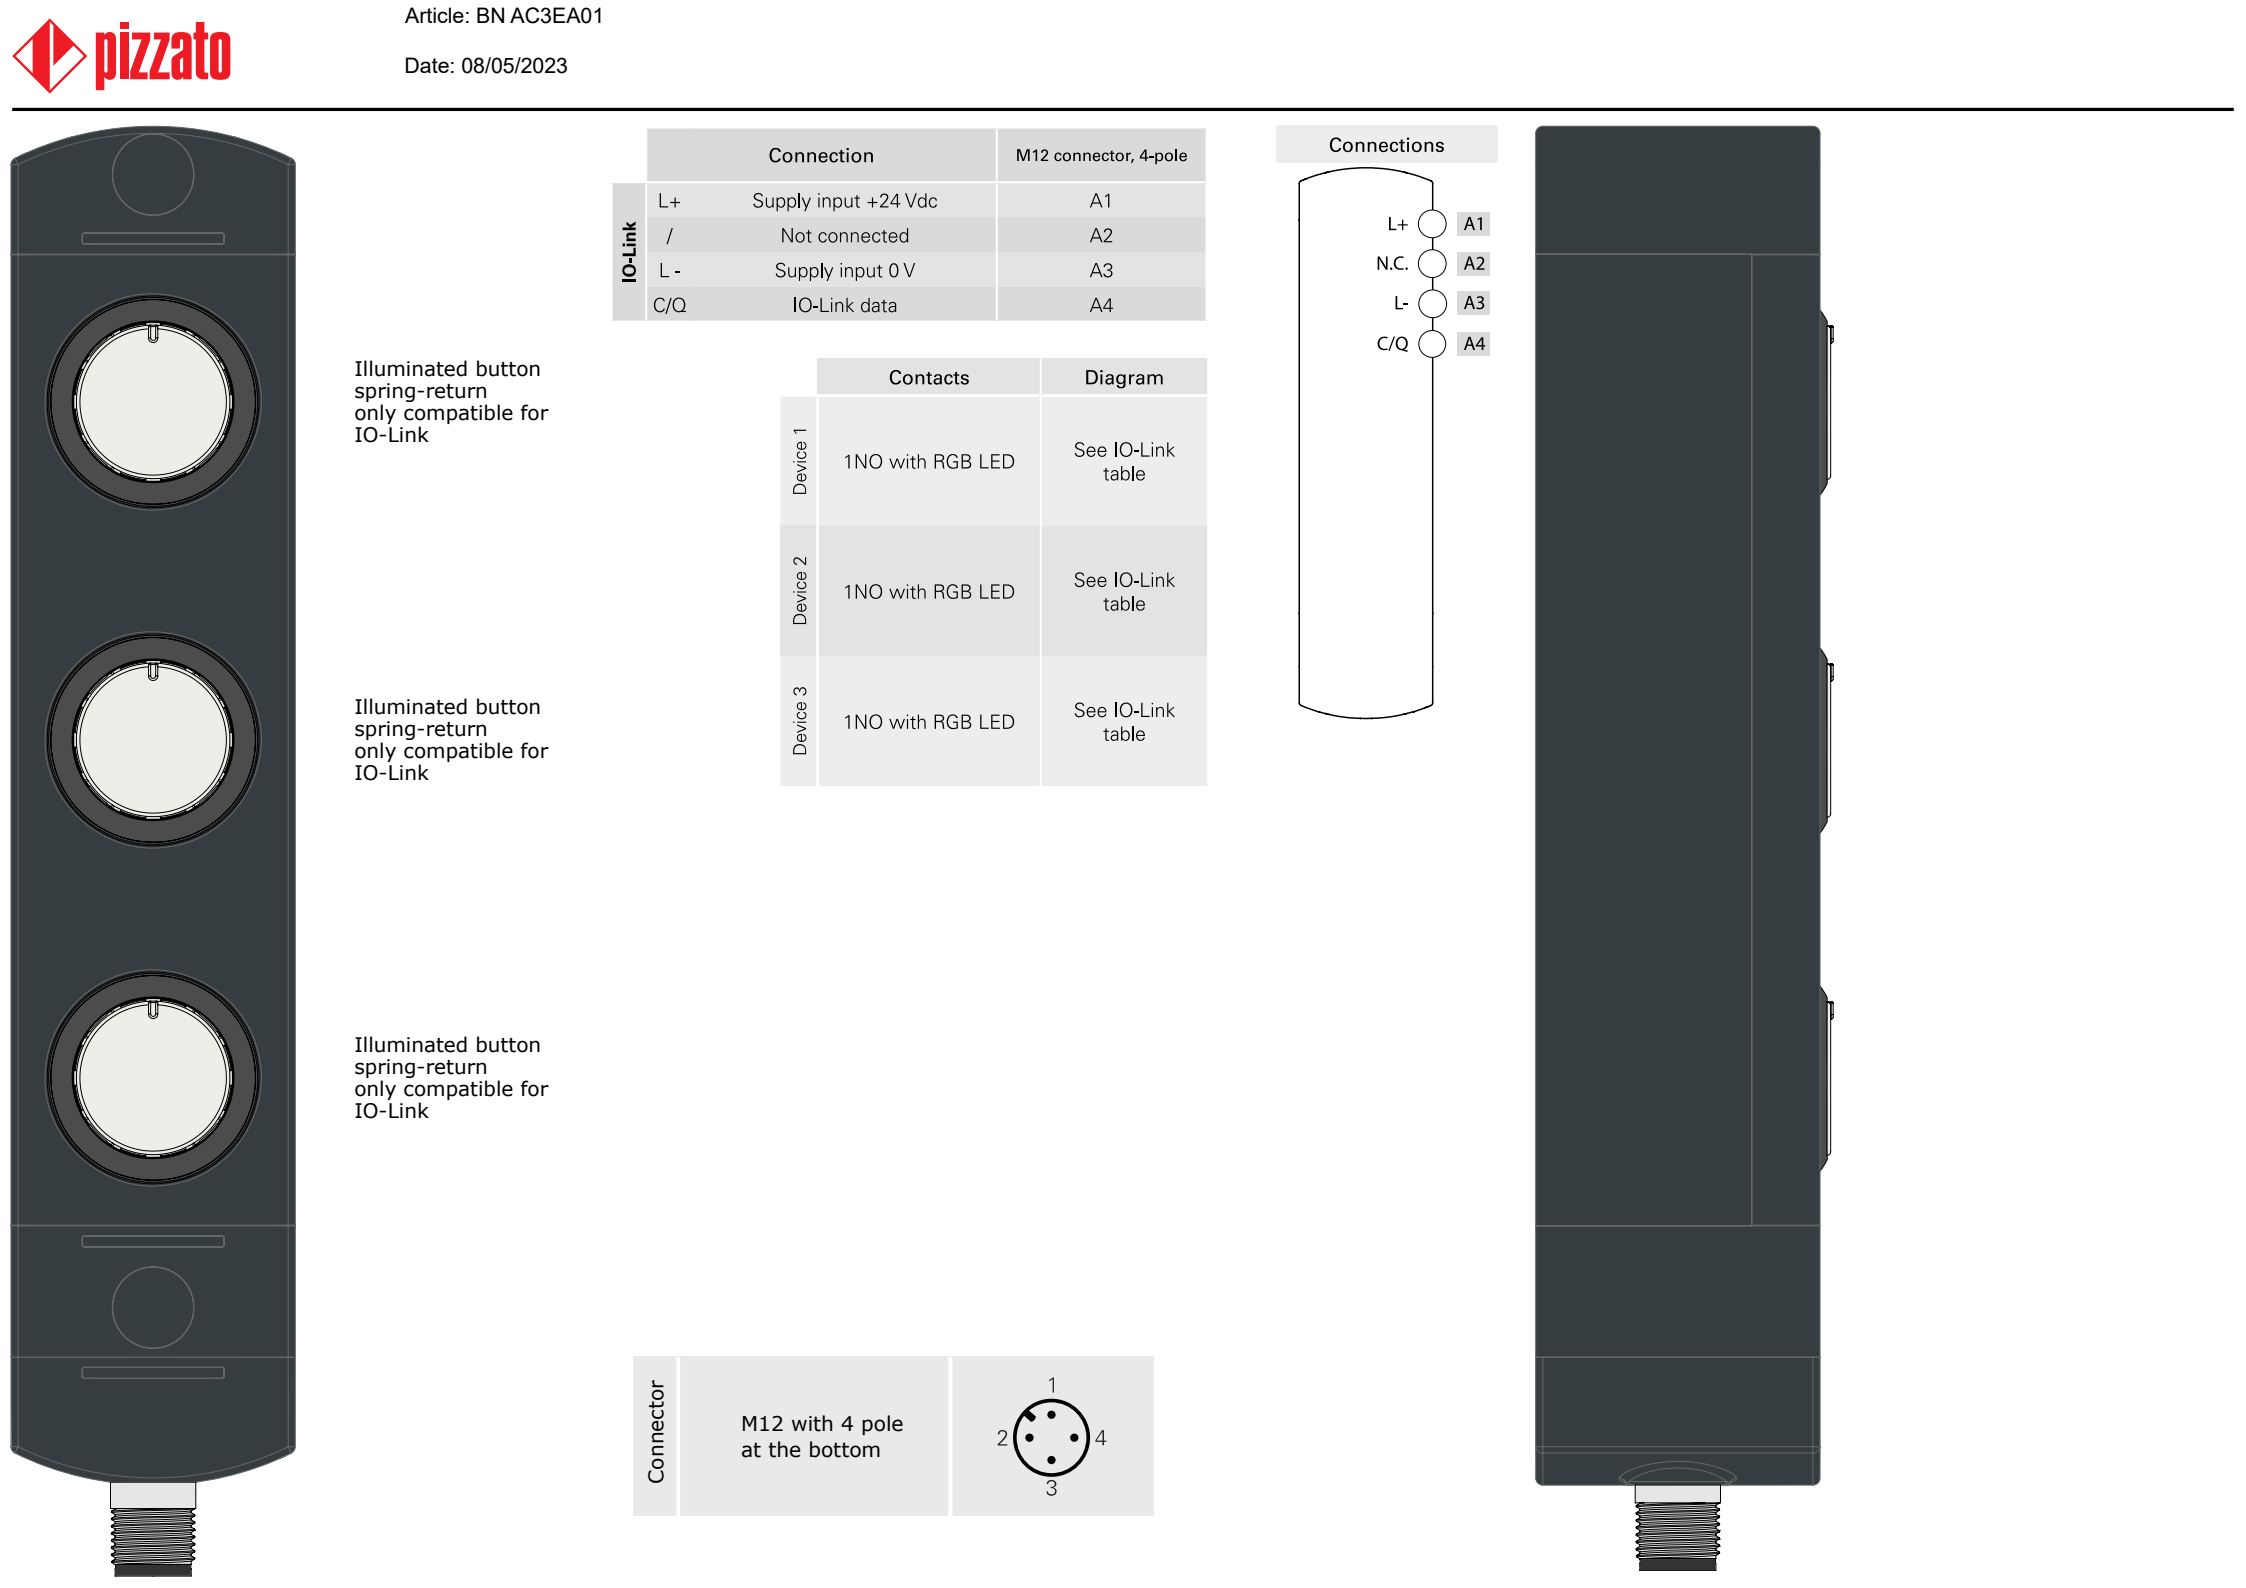 pizzato
Article: BN AC3EA01
Date: 08/05/2023
Connection M12 connector, 4-pole
IO-Link
L+ Supply input +24 Vdc A1
/ Not connected A2
L - Supply input 0 V A3
C/Q IO-Link data A4
Connections
L+ A1
N.C. A2
L- A3
C/Q A4
Illuminated button
spring-return
only compatible for
IO-Link
Contacts Diagram
Device 1
1NO with RGB LED
See IO-Link
table
Device 2
1NO with RGB LED
See IO-Link
table
Device 3
1NO with RGB LED
See IO-Link
table
Illuminated button
spring-return
only compatible for
IO-Link
Illuminated button
spring-return
only compatible for
IO-Link
Connector
M12 with 4 pole
at the bottom
1
2 4
3